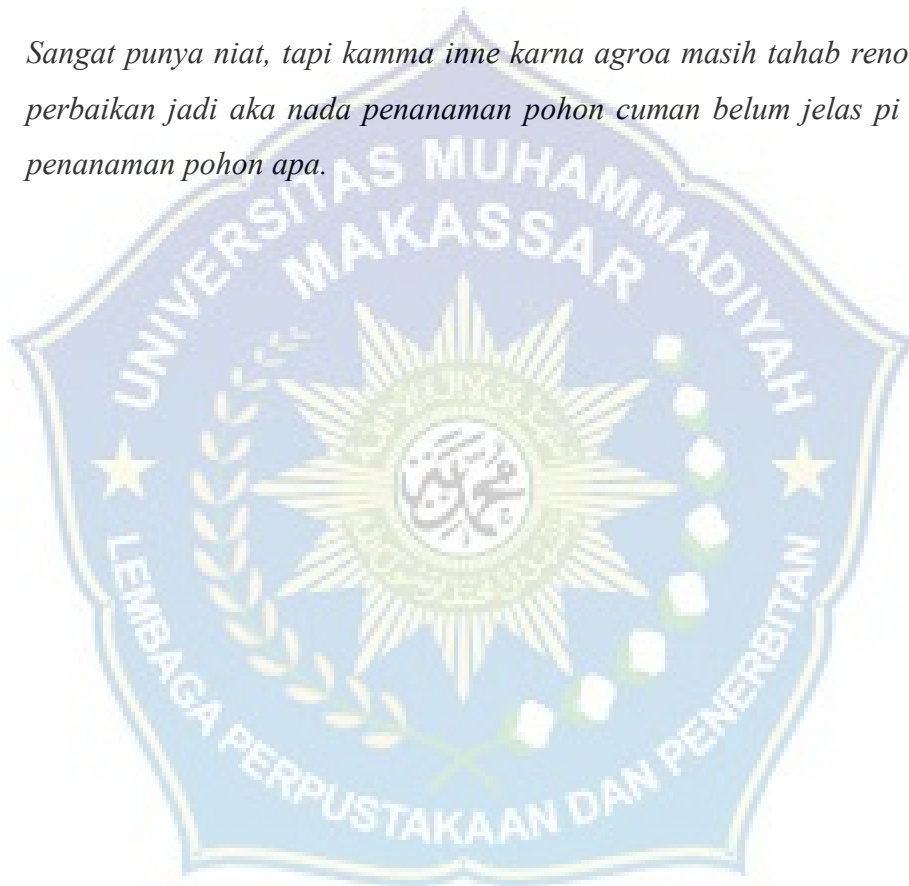 Sangat punya niat, tapi kamma inne karna agroa masih tahab reno
perbaikan jadi aka nada penanaman pohon cuman belum jelas pi
penanaman pohon apa.
UNIVERSITAS MUHAMMADIYAH
MAKASSAR
LEMBAGA PERPUSTAKAAN DAN PENERBITAN